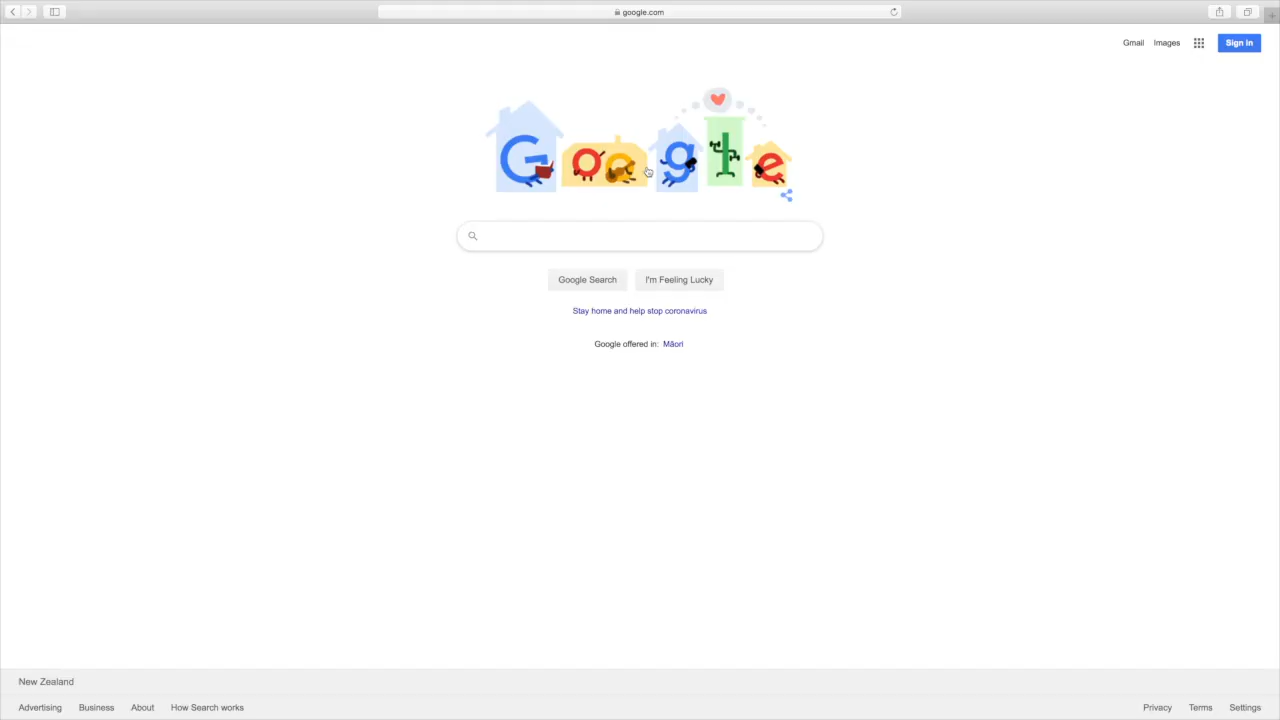 google.com
Gmail Images Sign in
Google
Google Search I'm Feeling Lucky
Stay home and help stop coronavirus
Google offered in: Māori
New Zealand
Advertising Business About How Search works Privacy Terms Settings